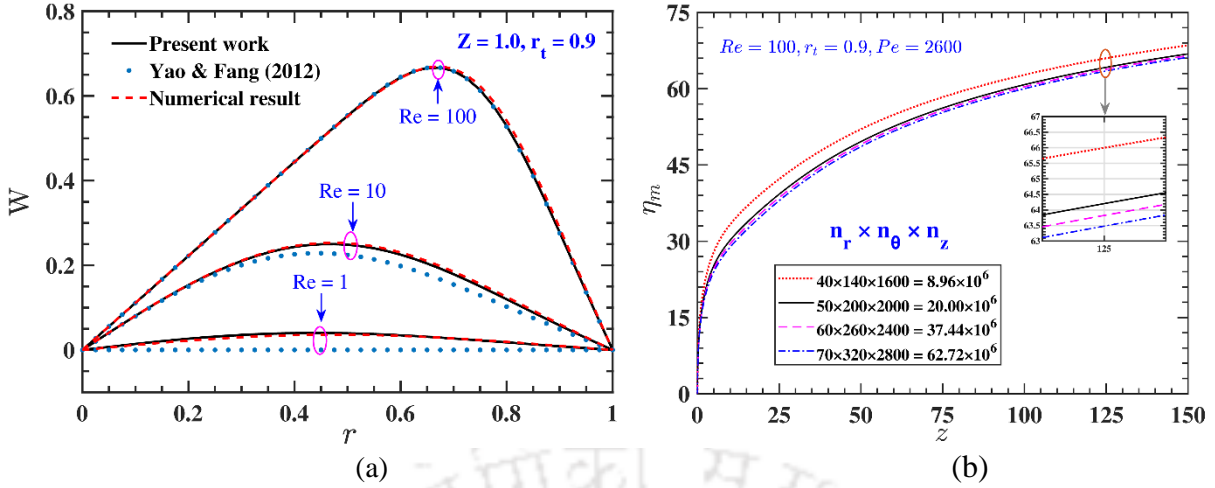 Present work
Yao & Fang (2012)
Numerical result
Z = 1.0, r_t = 0.9
Re = 100
Re = 10
Re = 1
W
0.8
0.6
0.4
0.2
0
0 0.2 0.4 0.6 0.8 1
r
(a)
Re = 100, r_t = 0.9, Pe = 2600
η_m
75
60
45
30
15
0
67
66.5
66
65.5
65
64.5
64
63.5
63
125
n_r × n_θ × n_z
40×140×1600 = 8.96×10^6
50×200×2000 = 20.00×10^6
60×260×2400 = 37.44×10^6
70×320×2800 = 62.72×10^6
0 25 50 75 100 125 150
z
(b)